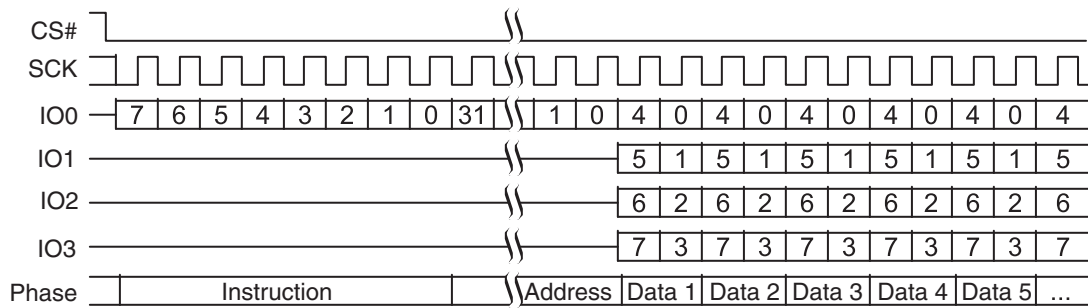 CS#
SCK
IO0 7 6 5 4 3 2 1 0 31 1 0 4 0 4 0 4 0 4 0 4 0 4
IO1 5 1 5 1 5 1 5 1 5 1 5
IO2 6 2 6 2 6 2 6 2 6 2 6
IO3 7 3 7 3 7 3 7 3 7 3 7
Phase Instruction Address Data 1 Data 2 Data 3 Data 4 Data 5 ...